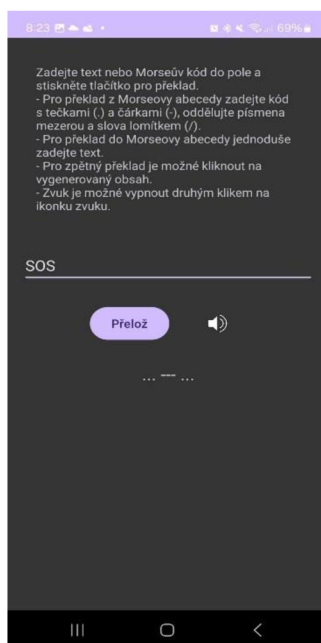 8:23 69%
Zadejte text nebo Morseův kód do pole a
stiskněte tlačítko pro překlad.
- Pro překlad z Morseovy abecedy zadejte kód
s tečkami (.) a čárkami (-), oddělujte písmena
mezerou a slova lomítkem (/).
- Pro překlad do Morseovy abecedy jednoduše
zadejte text.
- Pro zpětný překlad je možné kliknout na
vygenerovaný obsah.
- Zvuk je možné vypnout druhým klikem na
ikonku zvuku.
SOS
Přelož
... --- ...